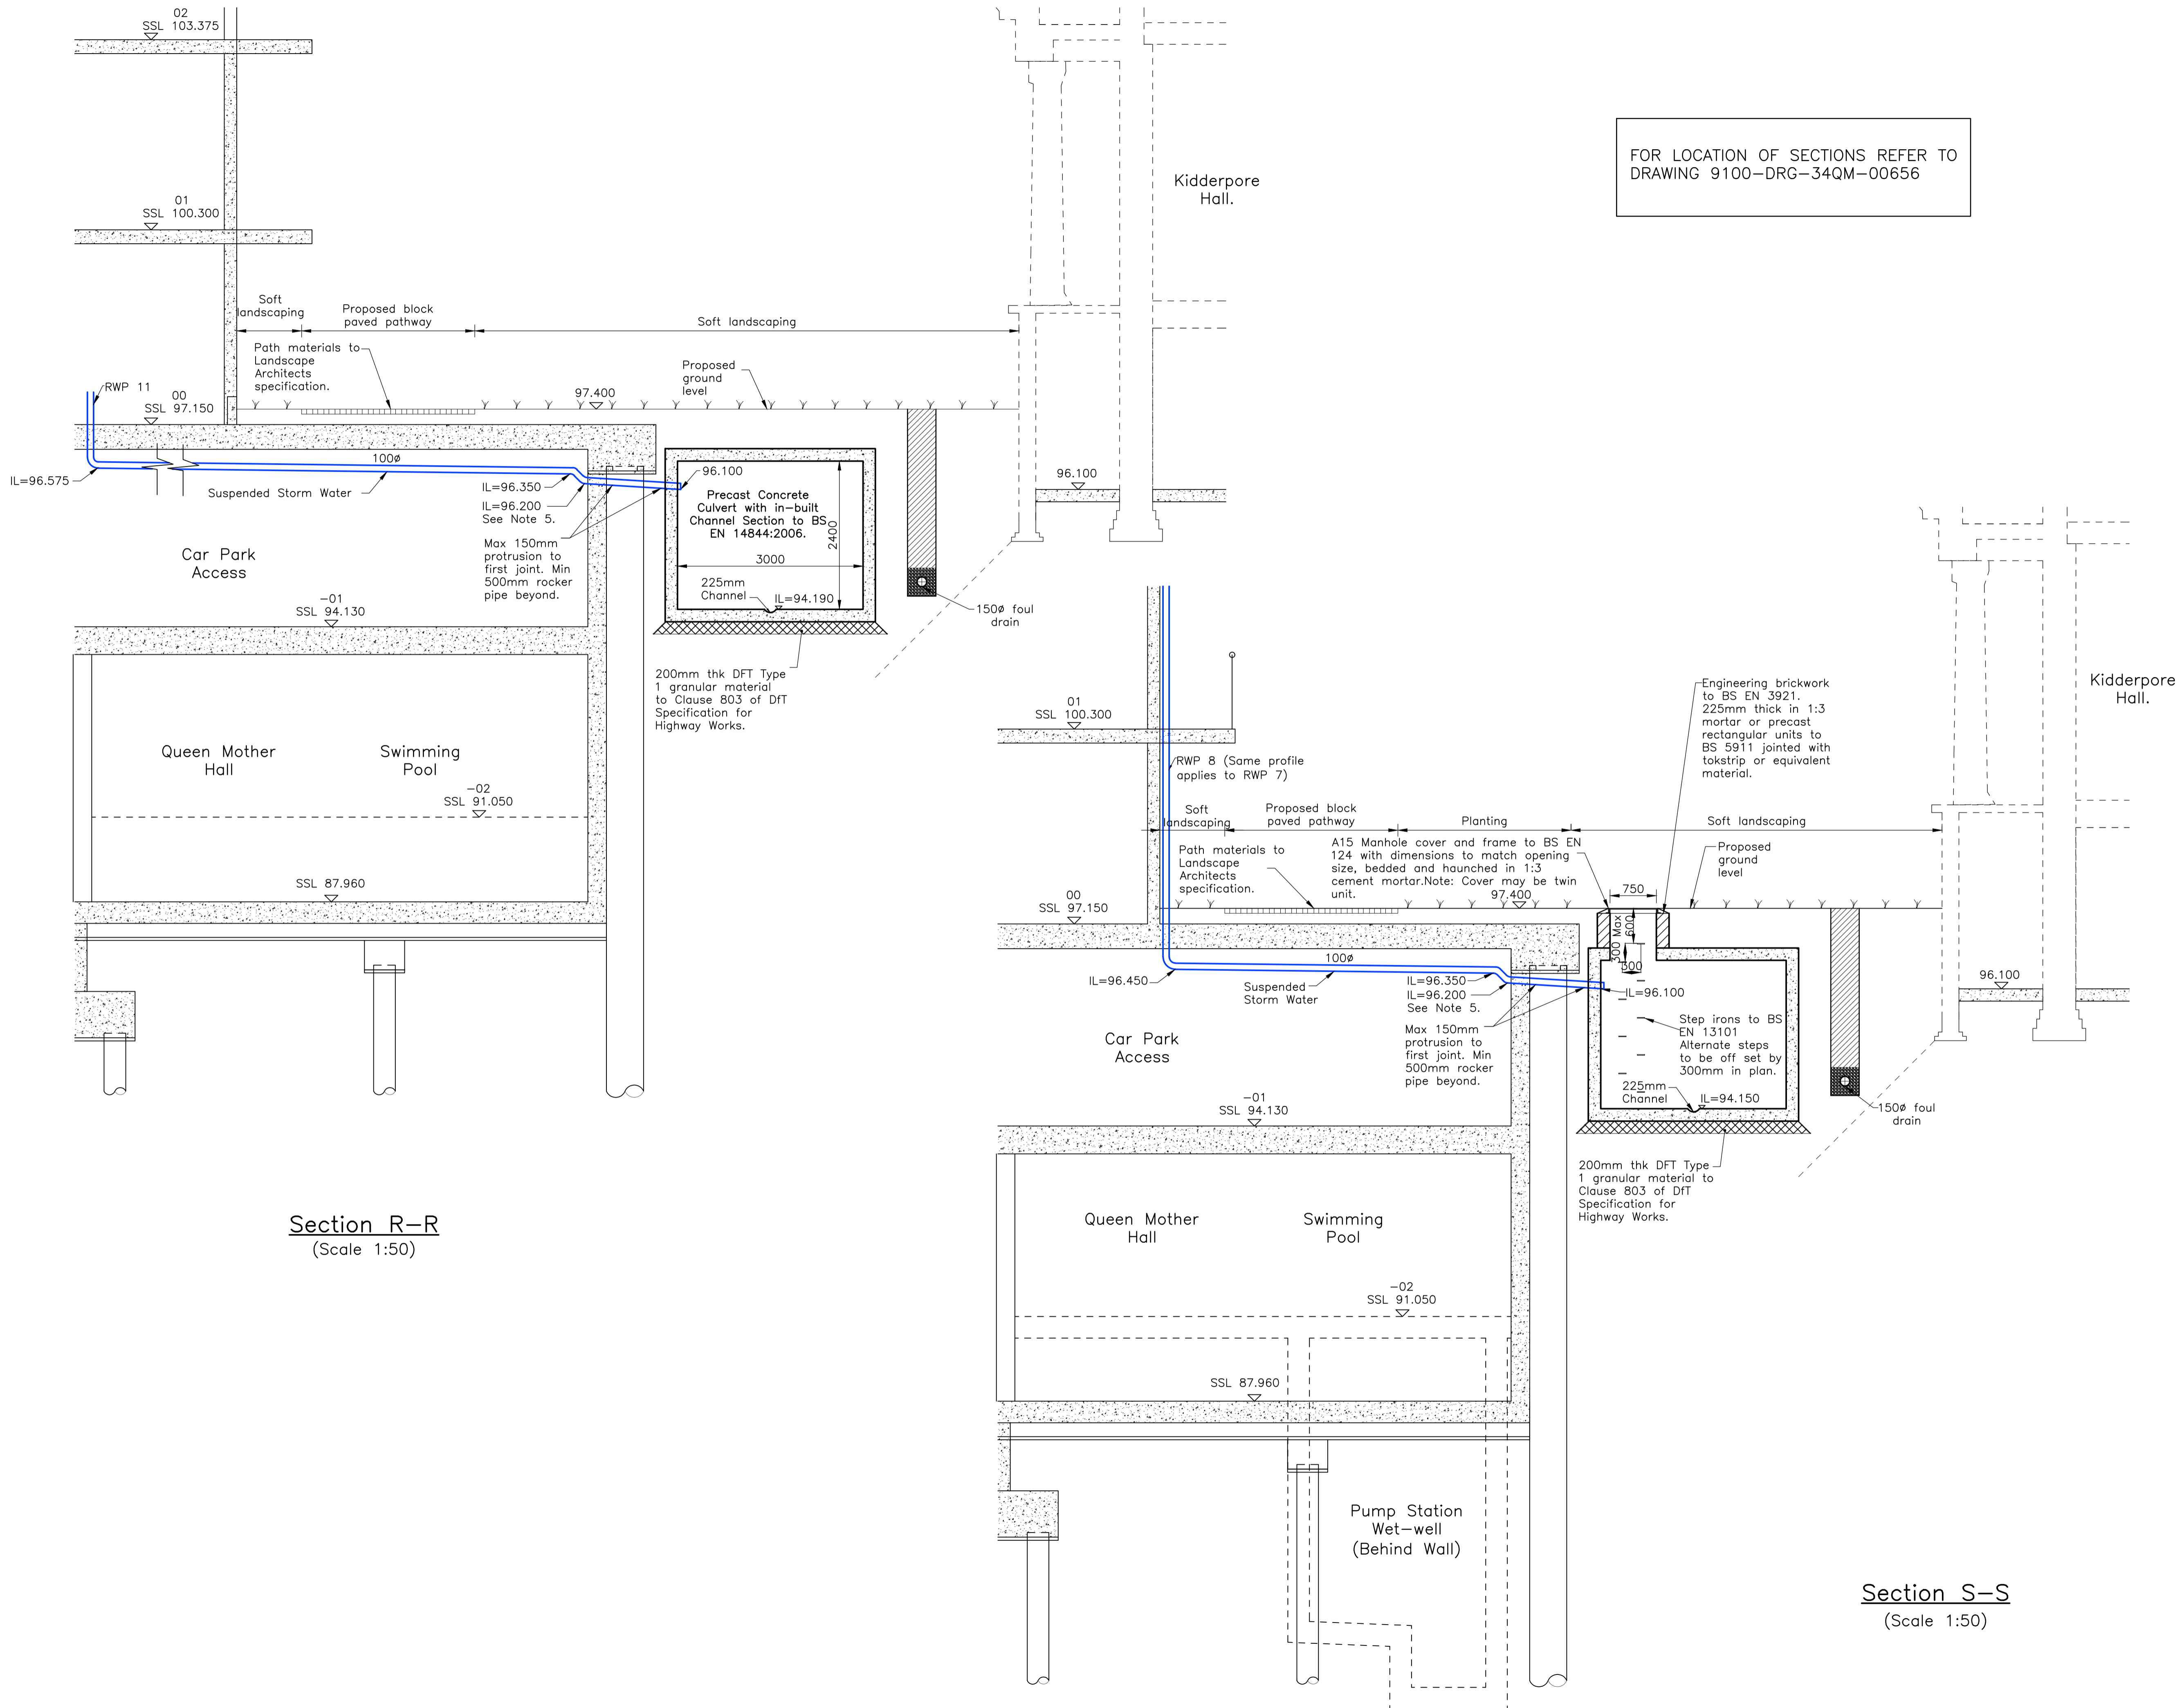 02
SSL 103.375
01
SSL 100.300
Kidderpore
Hall.
FOR LOCATION OF SECTIONS REFER TO
DRAWING 9100-DRG-34QM-00656
Soft
landscaping
Proposed block
paved pathway
Soft landscaping
Path materials to
Landscape
Architects
specification.
Proposed
ground
level
RWP 11
00
SSL 97.150
97.400
IL=96.575
100ø
Suspended Storm Water
IL=96.350
IL=96.200
See Note 5.
Max 150mm
protrusion to
first joint. Min
500mm rocker
pipe beyond.
96.100
Precast Concrete
Culvert with in-built
Channel Section to BS
EN 14844:2006.
2400
3000
225mm
Channel
IL=94.190
96.100
150ø foul
drain
Car Park
Access
-01
SSL 94.130
200mm thk DFT Type
1 granular material
to Clause 803 of DfT
Specification for
Highway Works.
Queen Mother
Hall
Swimming
Pool
-02
SSL 91.050
SSL 87.960
Section R-R
(Scale 1:50)
01
SSL 100.300
RWP 8 (Same profile
applies to RWP 7)
Engineering brickwork
to BS EN 3921.
225mm thick in 1:3
mortar or precast
rectangular units to
BS 5911 jointed with
tokstrip or equivalent
material.
Kidderpore
Hall.
Soft
landscaping
Proposed block
paved pathway
Planting
Soft landscaping
Path materials to
Landscape
Architects
specification.
A15 Manhole cover and frame to BS EN
124 with dimensions to match opening
size, bedded and haunched in 1:3
cement mortar.Note: Cover may be twin
unit.
Proposed
ground
level
750
00
SSL 97.150
97.400
300 Max
600
300
IL=96.450
100ø
Suspended
Storm Water
IL=96.350
IL=96.200
See Note 5.
Max 150mm
protrusion to
first joint. Min
500mm rocker
pipe beyond.
IL=96.100
Step irons to BS
EN 13101
Alternate steps
to be off set by
300mm in plan.
225mm
Channel
IL=94.150
96.100
150ø foul
drain
Car Park
Access
-01
SSL 94.130
200mm thk DFT Type
1 granular material to
Clause 803 of DfT
Specification for
Highway Works.
Queen Mother
Hall
Swimming
Pool
-02
SSL 91.050
SSL 87.960
Pump Station
Wet-well
(Behind Wall)
Section S-S
(Scale 1:50)